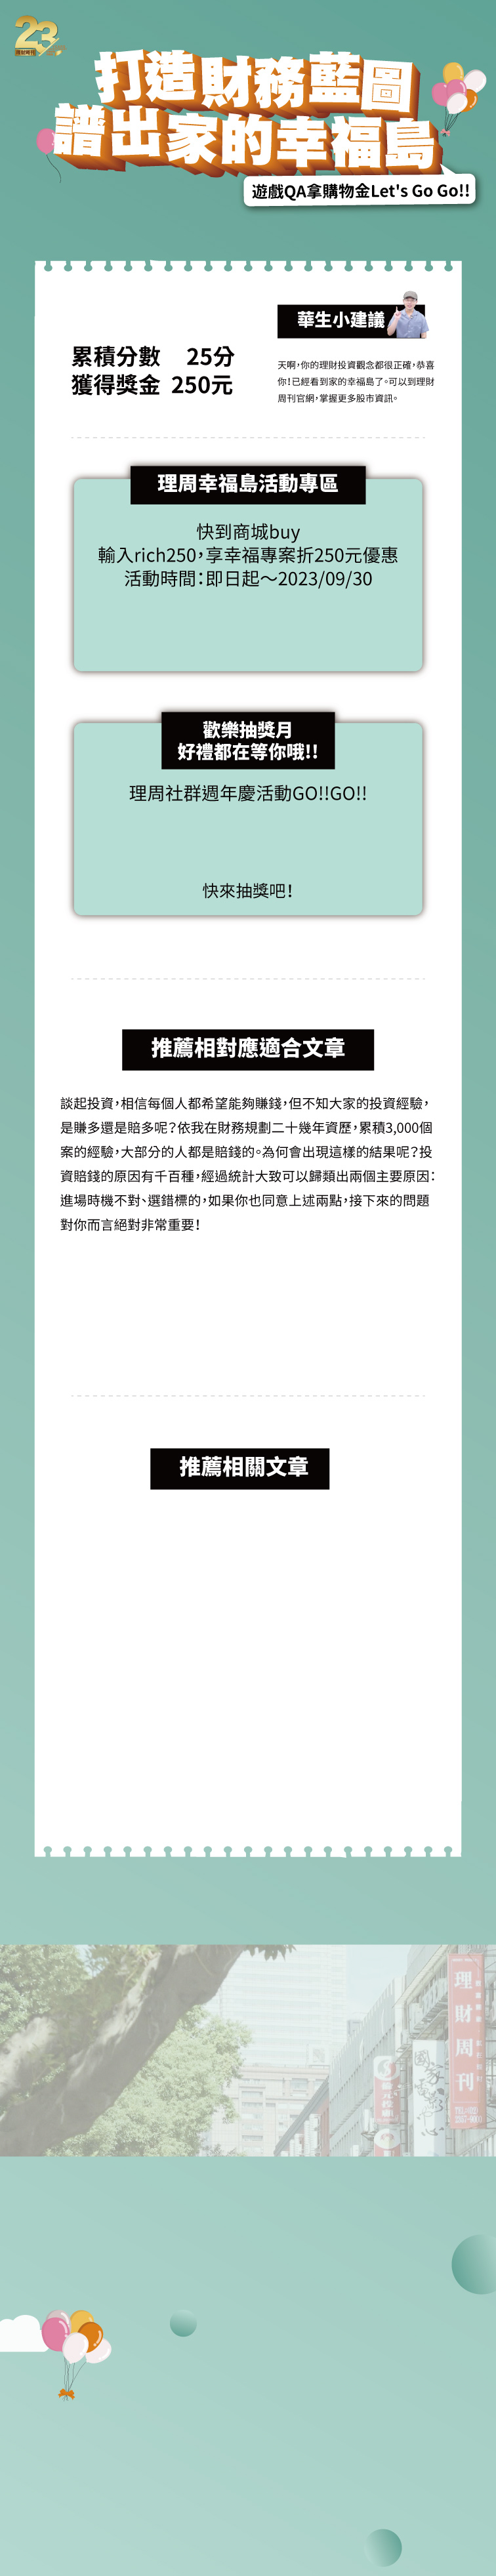 23
理財周刊
打造財務藍圖
譜出家的幸福島
遊戲QA拿購物金Let's Go Go!!
華生小建議
累積分數 25分
獲得獎金 250元
天啊,你的理財投資觀念都很正確,恭喜
你!已經看到家的幸福島了。可以到理財
周刊官網,掌握更多股市資訊。
理周幸福島活動專區
快到商城buy
輸入rich250,享幸福專案折250元優惠
活動時間:即日起~2023/09/30
歡樂抽獎月
好禮都在等你哦!!
理周社群週年慶活動GO!!GO!!
快來抽獎吧!
推薦相對應適合文章
談起投資,相信每個人都希望能夠賺錢,但不知大家的投資經驗,
是賺多還是賠多呢?依我在財務規劃二十幾年資歷,累積3,000個
案的經驗,大部分的人都是賠錢的。為何會出現這樣的結果呢?投
資賠錢的原因有千百種,經過統計大致可以歸類出兩個主要原因:
進場時機不對、選錯標的,如果你也同意上述兩點,接下來的問題
對你而言絕對非常重要!
推薦相關文章
理財周刊